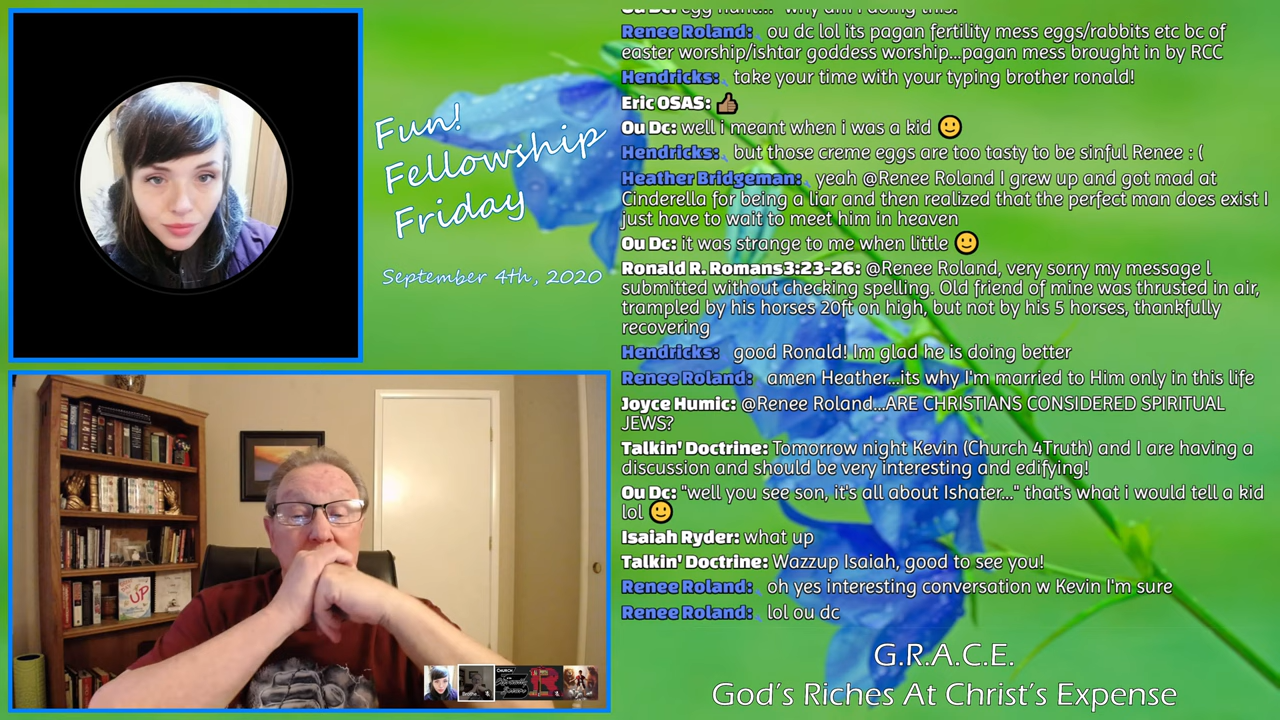 Fun!
Fellowship
Friday
September 4th, 2020
Ou Dc: egg hunt..." why am i doing this!
Renee Roland: ou dc lol its pagan fertility mess eggs/rabbits etc bc of
easter worship/ishtar goddess worship...pagan mess brought in by RCC
Hendricks: take your time with your typing brother ronald!
Eric OSAS: 👍🏽
Ou Dc: well i meant when i was a kid 🙂
Hendricks: but those creme eggs are too tasty to be sinful Renee : (
Heather Bridgeman: yeah @Renee Roland I grew up and got mad at
Cinderella for being a liar and then realized that the perfect man does exist I
just have to wait to meet him in heaven
Ou Dc: it was strange to me when little 🙂
Ronald R. Romans3:23-26: @Renee Roland, very sorry my message l
submitted without checking spelling. Old friend of mine was thrusted in air,
trampled by his horses 20ft on high, but not by his 5 horses, thankfully
recovering
Hendricks: good Ronald! Im glad he is doing better
Renee Roland: amen Heather...its why I'm married to Him only in this life
Joyce Humic: @Renee Roland...ARE CHRISTIANS CONSIDERED SPIRITUAL
JEWS?
Talkin' Doctrine: Tomorrow night Kevin (Church 4Truth) and I are having a
discussion and should be very interesting and edifying!
Ou Dc: "well you see son, it's all about Ishater..." that's what i would tell a kid
lol 🙂
Isaiah Ryder: what up
Talkin' Doctrine: Wazzup Isaiah, good to see you!
Renee Roland: oh yes interesting conversation w Kevin I'm sure
Renee Roland: lol ou dc
G.R.A.C.E.
God's Riches At Christ's Expense
UP